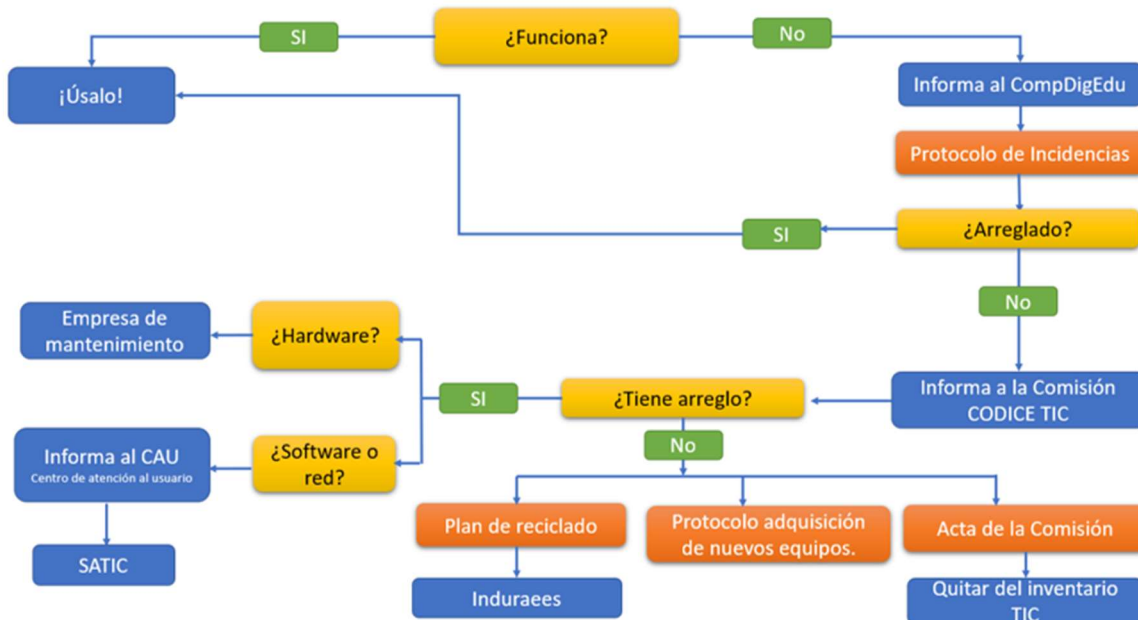 SI
¿Funciona?
No
¡Úsalo!
Informa al CompDigEdu
Protocolo de Incidencias
SI
¿Arreglado?
No
Empresa de
mantenimiento
¿Hardware?
SI
¿Tiene arreglo?
Informa a la Comisión
CODICE TIC
No
Informa al CAU
Centro de atención al usuario
¿Software o
red?
Plan de reciclado
Protocolo adquisición
de nuevos equipos.
Acta de la Comisión
SATIC
Induraees
Quitar del inventario
TIC